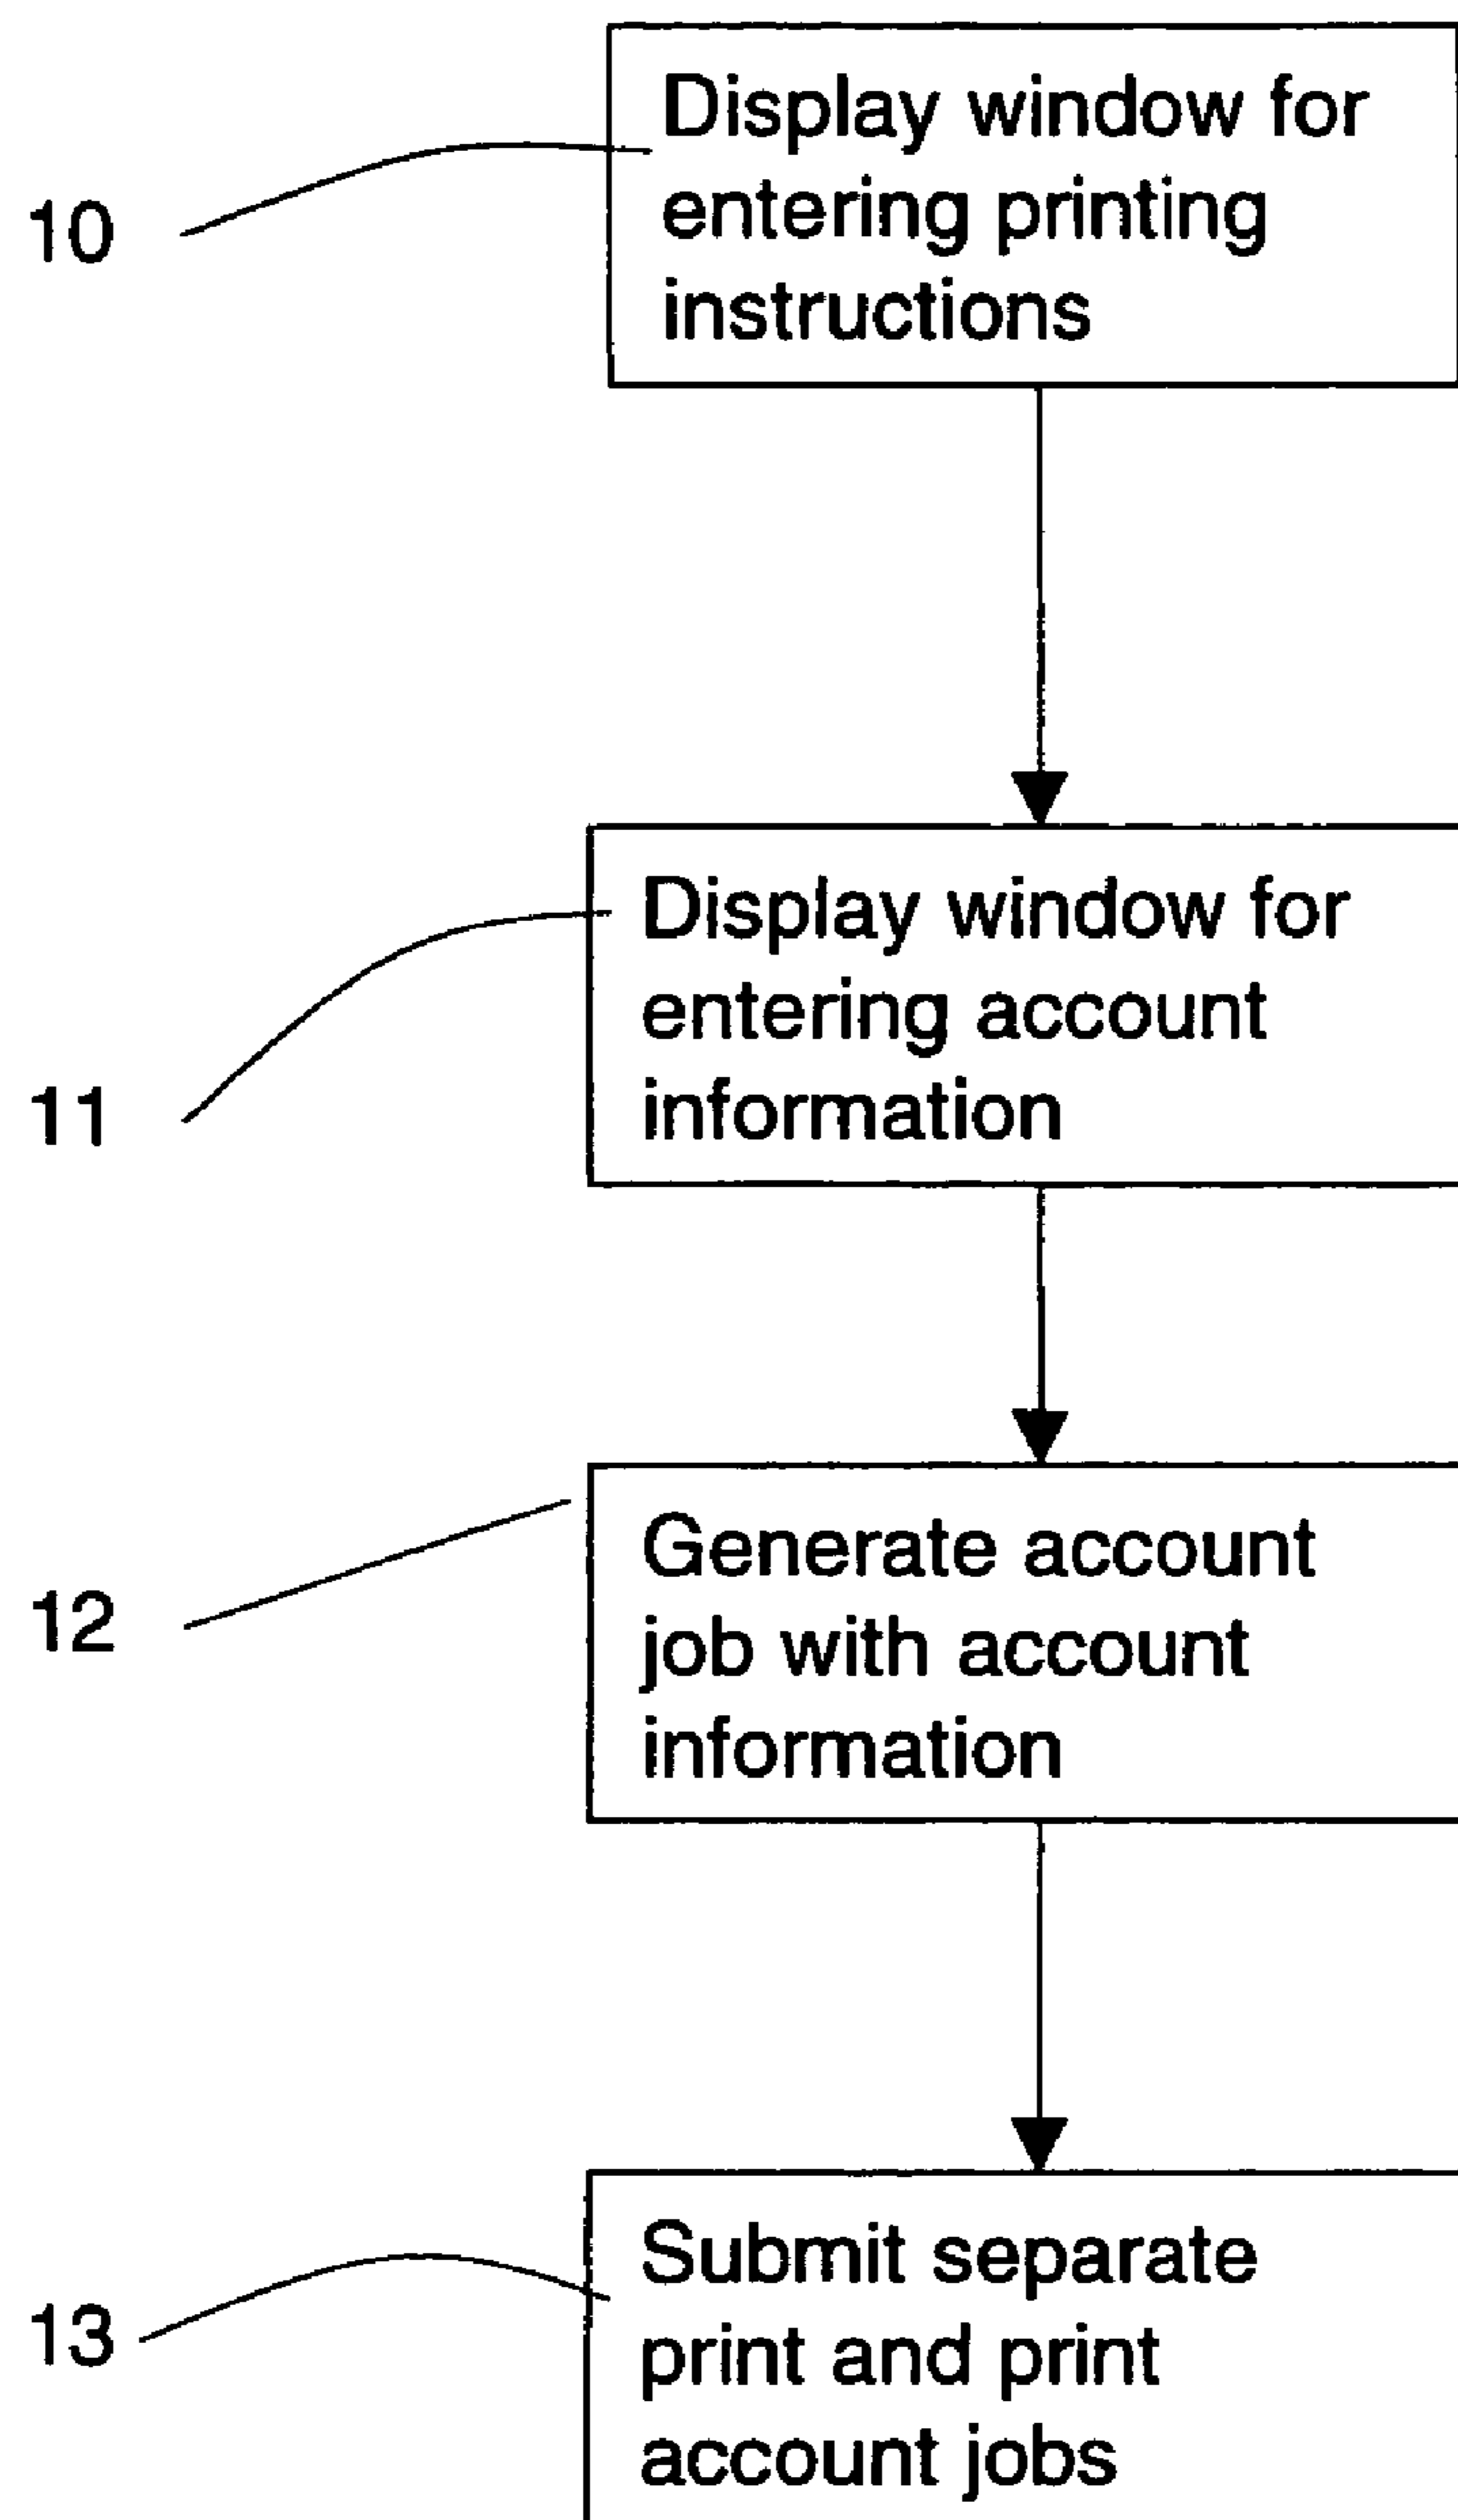 Display window for
entering printing
instructions
10
Display window for
entering account
information
11
Generate account
job with account
information
12
Submit separate
print and print
account jobs
13